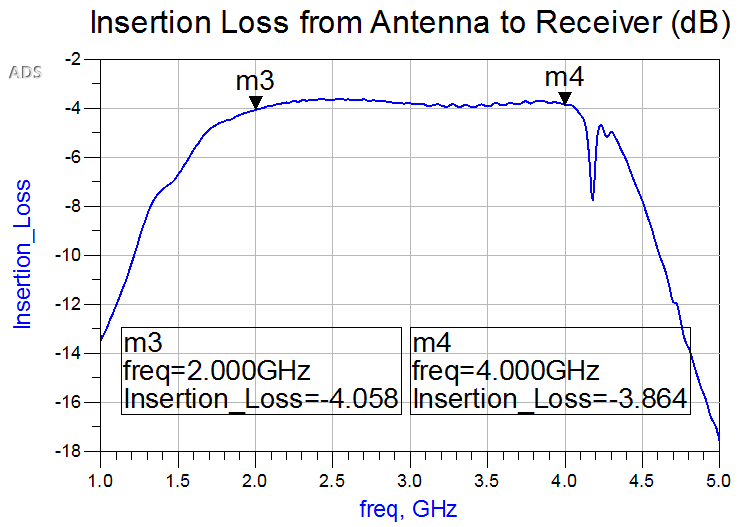 Insertion Loss from Antenna to Receiver (dB)
ADS
m3
m4
-2
-4
-6
-8
-10
-12
-14
-16
-18
Insertion_Loss
m3
freq=2.000GHz
Insertion_Loss=-4.058
m4
freq=4.000GHz
Insertion_Loss=-3.864
1.0 1.5 2.0 2.5 3.0 3.5 4.0 4.5 5.0
freq, GHz